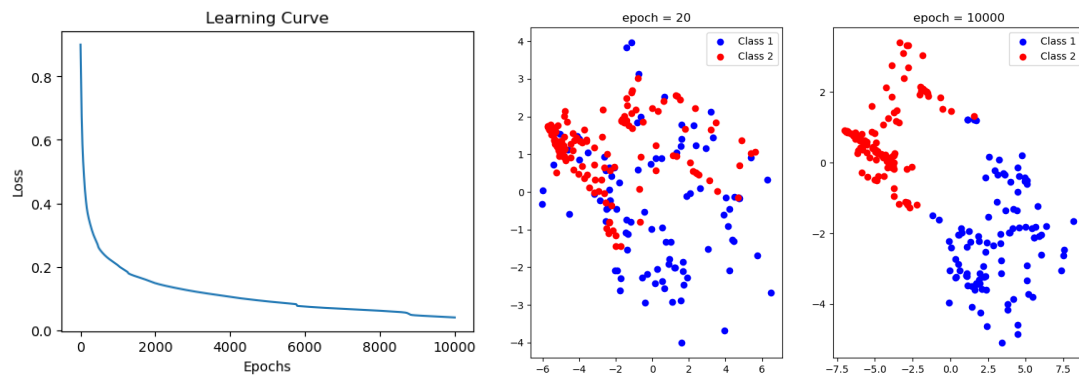 Learning Curve
0.8
0.6
0.4
0.2
0.0
Loss
0 2000 4000 6000 8000 10000
Epochs
epoch = 20
Class 1
Class 2
4
3
2
1
0
−1
−2
−3
−4
−6 −4 −2 0 2 4 6
epoch = 10000
Class 1
Class 2
2
0
−2
−4
−7.5 −5.0 −2.5 0.0 2.5 5.0 7.5